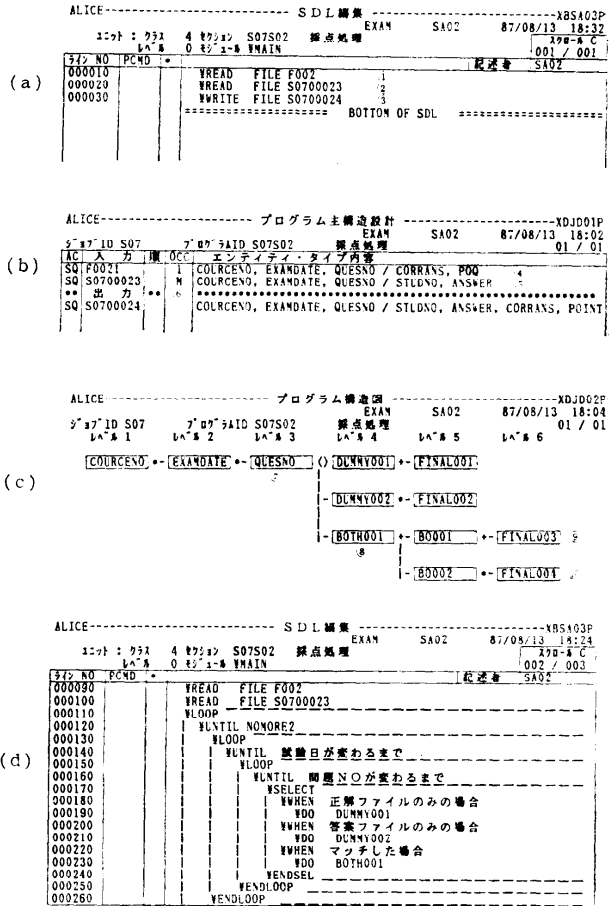 ALICE--------------------------- SDL編集 ---------------------------XBSA03P
EXAM SA02 87/08/13 18:32
ユニット : クラス 4 セクション S07S02 採点処理 スクロール C
レベル 0 モジュール ¥MAIN 001 / 001
ライン NO PCMD * 記述者 SA02
(a)
000010 ¥READ FILE F002 1
000020 ¥READ FILE S0700023 2
000030 ¥WRITE FILE S0700024 3
==================== BOTTOM OF SDL ====================
ALICE------------------------ プログラム主構造設計 ------------------------XDJD01P
EXAM SA02 87/08/13 18:02
ジョブID S07 プログラムID S07S02 採点処理 01 / 01
(b)
AC 入 力 順 OCC エンティティ・タイプ内容
SQ F0021 1 COURCENO, EXAMDATE, QUESNO / CORRANS, POQ 4
SQ S0700023 M COURCENO, EXAMDATE, QUESNO / STLDNO, ANSWER 5
** 出 力 ** 6 ****************************************
SQ S0700024 COURCENO, EXAMDATE, QUESNO / STLDNO, ANSWER, CORRANS, POINT
ALICE------------------------ プログラム構造図 ------------------------XDJD02P
EXAM SA02 87/08/13 18:04
ジョブID S07 プログラムID S07S02 採点処理 01 / 01
レベル 1 レベル 2 レベル 3 レベル 4 レベル 5 レベル 6
COURCENO *- EXAMDATE *- QUESNO () DUMMY001 +- FINAL001
(c)
- DUMMY002 *- FINAL002
- BOTH001 +- BO001 +- FINAL003 9
8
- BO002 *- FINAL004
ALICE--------------------------- SDL編集 ---------------------------XBSA03P
EXAM SA02 87/08/13 18:24
ユニット : クラス 4 セクション S07S02 採点処理 スクロール C
レベル 0 モジュール ¥MAIN 002 / 003
ライン NO PCMD * 記述者 SA02
000090 ¥READ FILE F002
000100 ¥READ FILE S0700023
000110 ¥LOOP
000120 ¥UNTIL NOMORE2
000130 ¥LOOP
(d)
000140 ¥UNTIL 試験日が変わるまで
000150 ¥LOOP
000160 ¥UNTIL 問題NOが変わるまで
000170 ¥SELECT
000180 ¥WHEN 正解ファイルのみの場合
000190 ¥DO DUMMY001
000200 ¥WHEN 答案ファイルのみの場合
000210 ¥DO DUMMY002
000220 ¥WHEN マッチした場合
000230 ¥DO BOTH001
000240 ¥ENDSEL
000250 ¥ENDLOOP
000260 ¥ENDLOOP